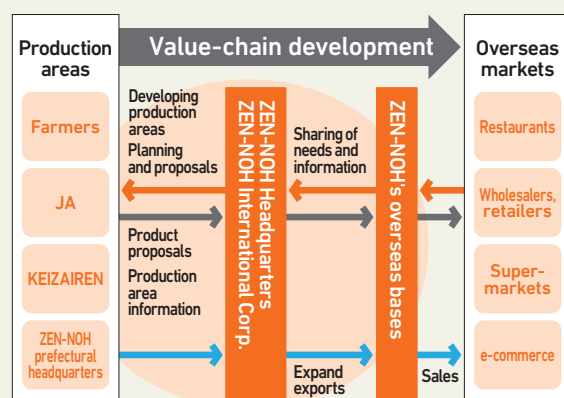 Value-chain development
Production
areas
Farmers
JA
KEIZAIREN
ZEN-NOH
prefectural
headquarters
Developing
production
areas
Planning
and proposals
Product
proposals
Production
area
information
ZEN-NOH Headquarters
ZEN-NOH International Corp.
Sharing of
needs and
information
Expand
exports
ZEN-NOH's overseas bases
Sales
Overseas
markets
Restaurants
Wholesalers,
retailers
Super-
markets
e-commerce